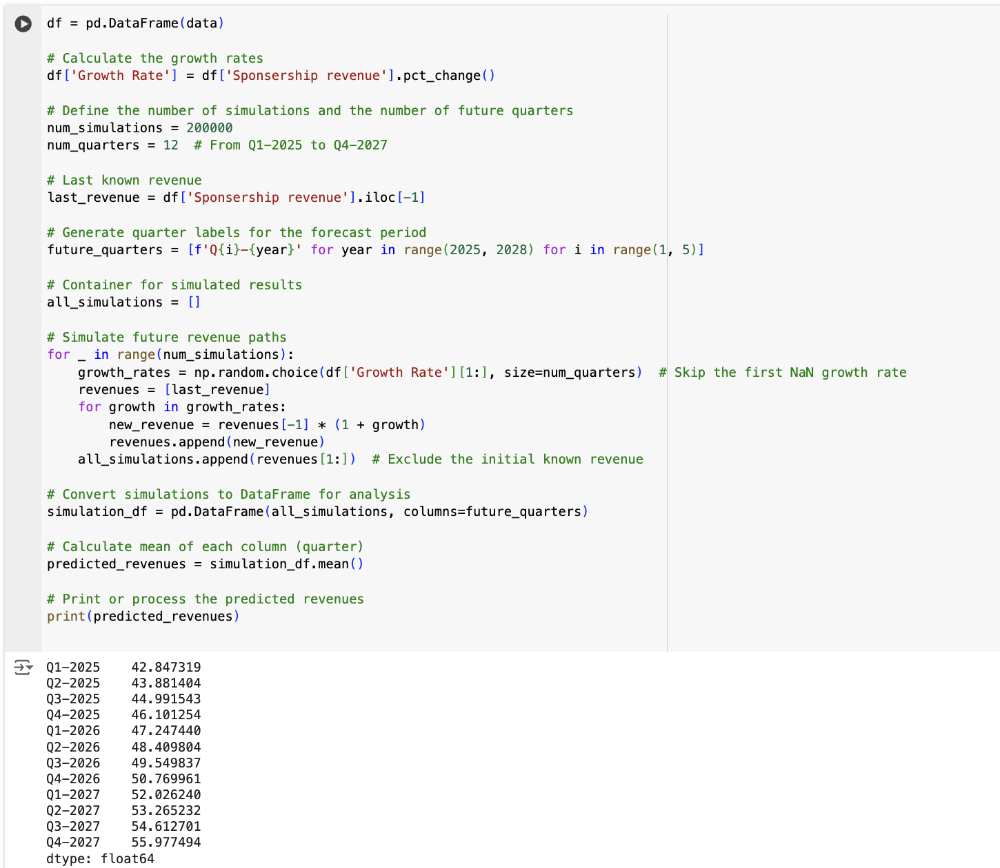 df = pd.DataFrame(data)
# Calculate the growth rates
df['Growth Rate'] = df['Sponsership revenue'].pct_change()
# Define the number of simulations and the number of future quarters
num_simulations = 200000
num_quarters = 12  # From Q1-2025 to Q4-2027
# Last known revenue
last_revenue = df['Sponsership revenue'].iloc[-1]
# Generate quarter labels for the forecast period
future_quarters = [f'Q{i}-{year}' for year in range(2025, 2028) for i in range(1, 5)]
# Container for simulated results
all_simulations = []
# Simulate future revenue paths
for _ in range(num_simulations):
    growth_rates = np.random.choice(df['Growth Rate'][1:], size=num_quarters)  # Skip the first NaN growth rate
    revenues = [last_revenue]
    for growth in growth_rates:
        new_revenue = revenues[-1] * (1 + growth)
        revenues.append(new_revenue)
    all_simulations.append(revenues[1:])  # Exclude the initial known revenue
# Convert simulations to DataFrame for analysis
simulation_df = pd.DataFrame(all_simulations, columns=future_quarters)
# Calculate mean of each column (quarter)
predicted_revenues = simulation_df.mean()
# Print or process the predicted revenues
print(predicted_revenues)
Q1-2025    42.847319
Q2-2025    43.881404
Q3-2025    44.991543
Q4-2025    46.101254
Q1-2026    47.247440
Q2-2026    48.409804
Q3-2026    49.549837
Q4-2026    50.769961
Q1-2027    52.026240
Q2-2027    53.265232
Q3-2027    54.612701
Q4-2027    55.977494
dtype: float64